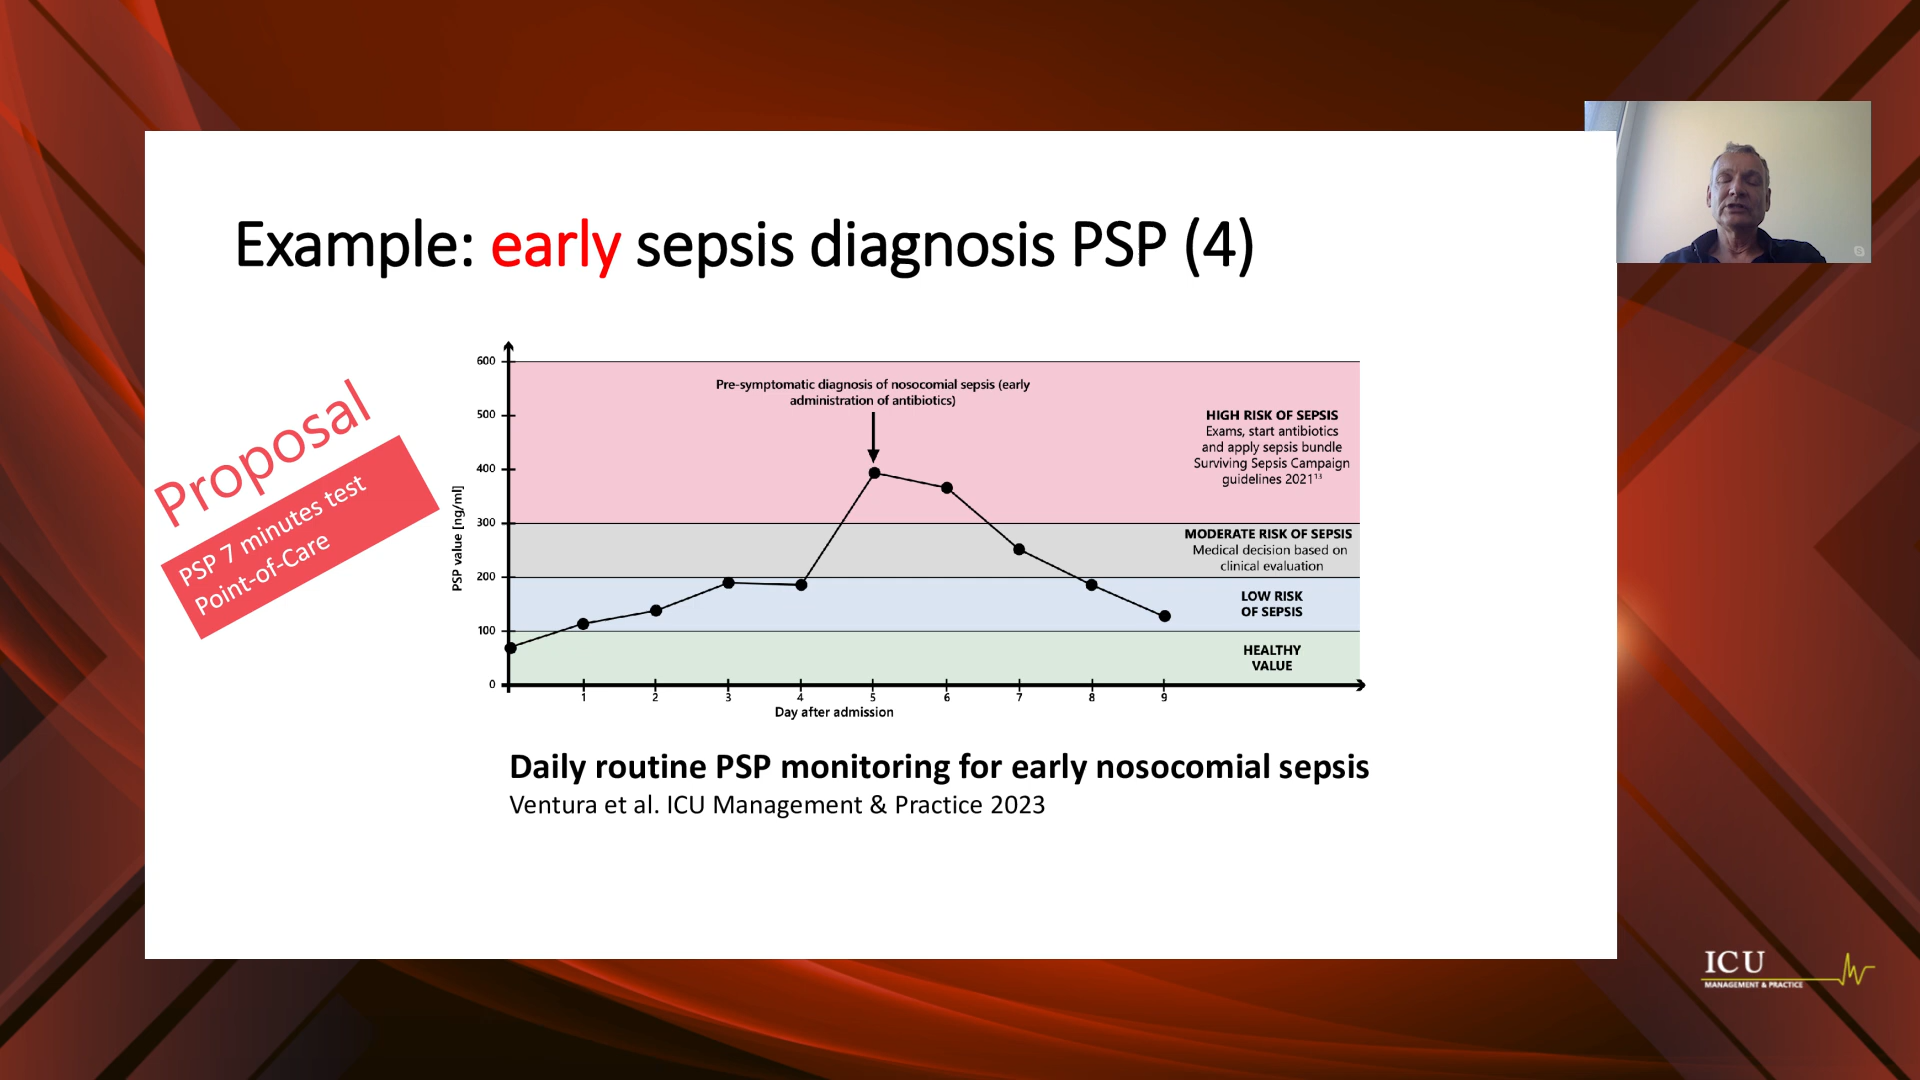 Example: early sepsis diagnosis PSP (4)
Proposal
PSP 7 minutes test
Point-of-Care
PSP value [ng/ml]
600
500
400
300
200
100
0
Pre-symptomatic diagnosis of nosocomial sepsis (early
administration of antibiotics)
HIGH RISK OF SEPSIS
Exams, start antibiotics
and apply sepsis bundle
Surviving Sepsis Campaign
guidelines 2021¹³
MODERATE RISK OF SEPSIS
Medical decision based on
clinical evaluation
LOW RISK
OF SEPSIS
HEALTHY
VALUE
1 2 3 4 5 6 7 8 9
Day after admission
Daily routine PSP monitoring for early nosocomial sepsis
Ventura et al. ICU Management & Practice 2023
ICU
MANAGEMENT & PRACTICE